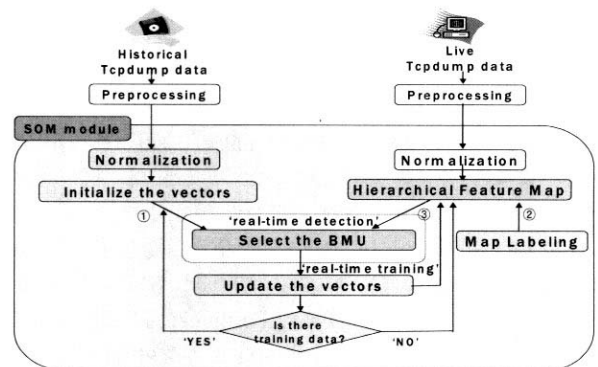 Historical
Tcpdump data
Live
Tcpdump data
Preprocessing
Preprocessing
SOM module
Normalization
Normalization
Initialize the vectors
Hierarchical Feature Map
①
'real-time detection'
③
②
Select the BMU
Map Labeling
'real-time training'
Update the vectors
Is there
training data?
'YES'
'NO'